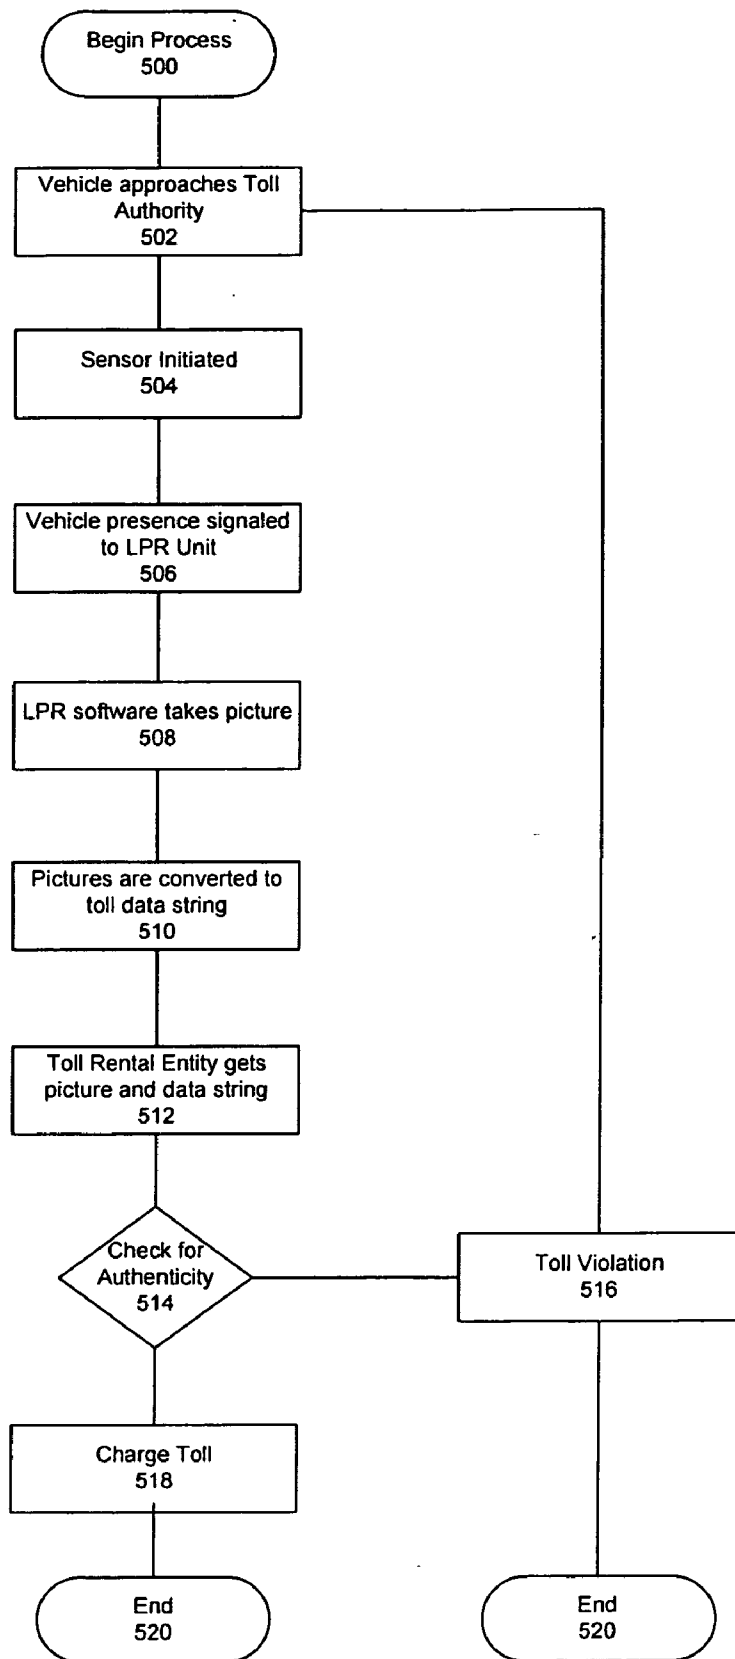 Begin Process
500
Vehicle approaches Toll
Authority
502
Sensor Initiated
504
Vehicle presence signaled
to LPR Unit
506
LPR software takes picture
508
Pictures are converted to
toll data string
510
Toll Rental Entity gets
picture and data string
512
Check for
Authenticity
514
Toll Violation
516
Charge Toll
518
End
520
End
520